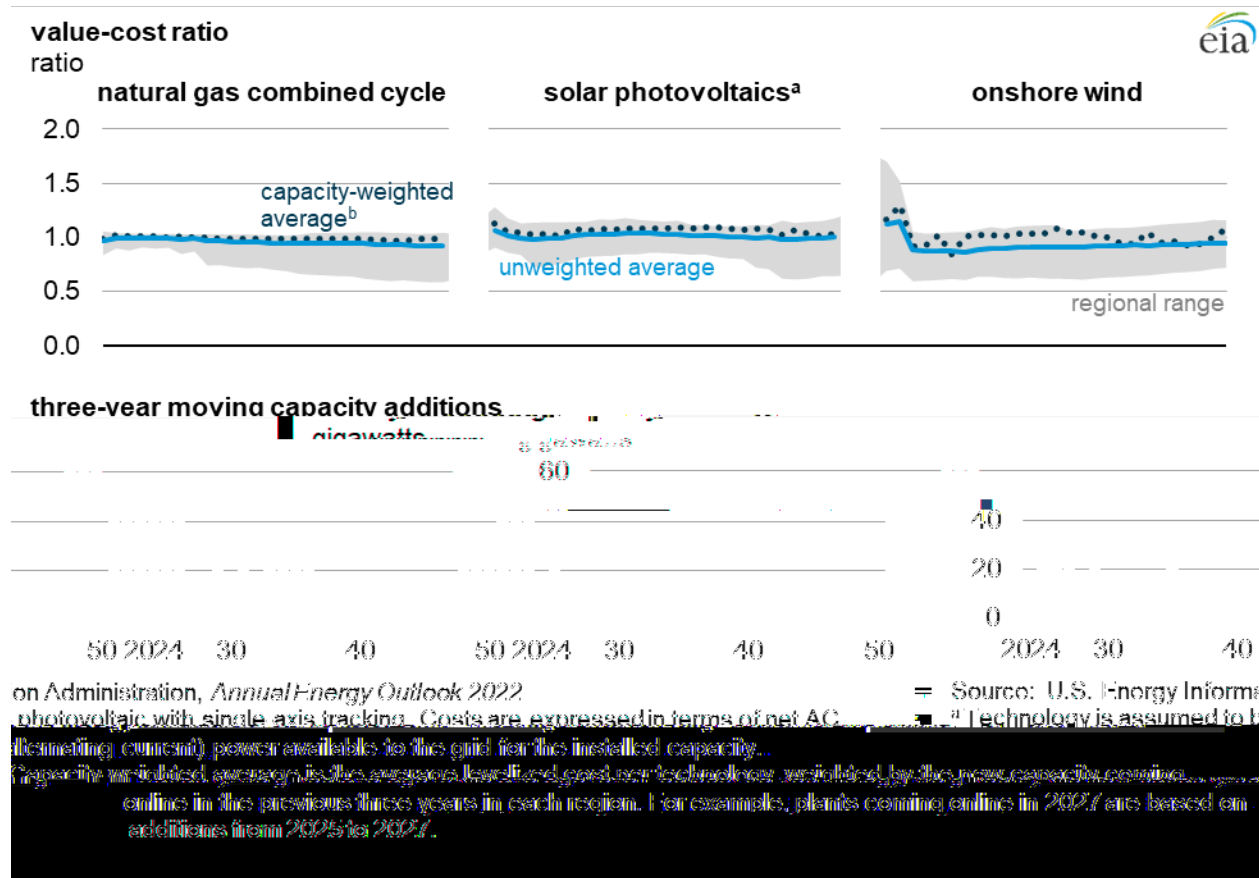 value-cost ratio
ratio
eia
natural gas combined cycle
solar photovoltaicsᵃ
onshore wind
2.0
1.5
1.0
0.5
0.0
capacity-weighted
averageᵇ
unweighted average
regional range
three-year moving capacity additions
gigawatts
60
40
20
0
50 2024 30 40 50 2024 30 40 50 2024 30 40
on Administration, Annual Energy Outlook 2022
Source: U.S. Energy Informa
photovoltaic with single-axis tracking. Costs are expressed in terms of net AC
ᵃ Technology is assumed to b
alternating current) power available to the grid for the installed capacity.
Capacity-weighted average is the average levelized cost per technology, weighted by the new capacity coming
online in the previous three years in each region. For example, plants coming online in 2027 are based on
additions from 2025 to 2027.